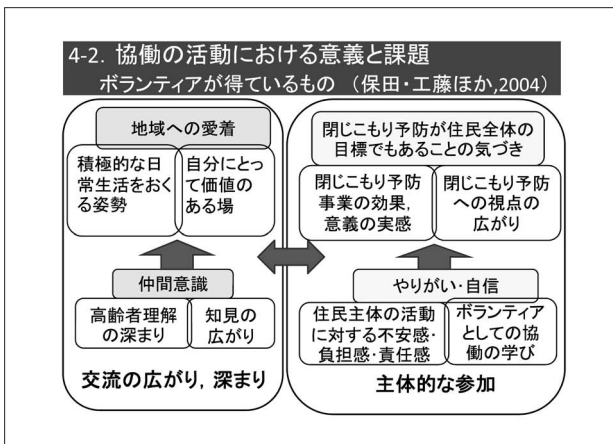 4-2. 協働の活動における意義と課題
ボランティアが得ているもの （保田・工藤ほか,2004）
地域への愛着
積極的な日
常生活をおく
る姿勢
自分にとっ
て価値の
ある場
仲間意識
高齢者理解
の深まり
知見の
広がり
交流の広がり，深まり
閉じこもり予防が住民全体の
目標でもあることの気づき
閉じこもり予防
事業の効果，
意義の実感
閉じこもり予防
への視点の
広がり
やりがい・自信
住民主体の活動
に対する不安感・
負担感・責任感
ボランティア
としての協
働の学び
主体的な参加